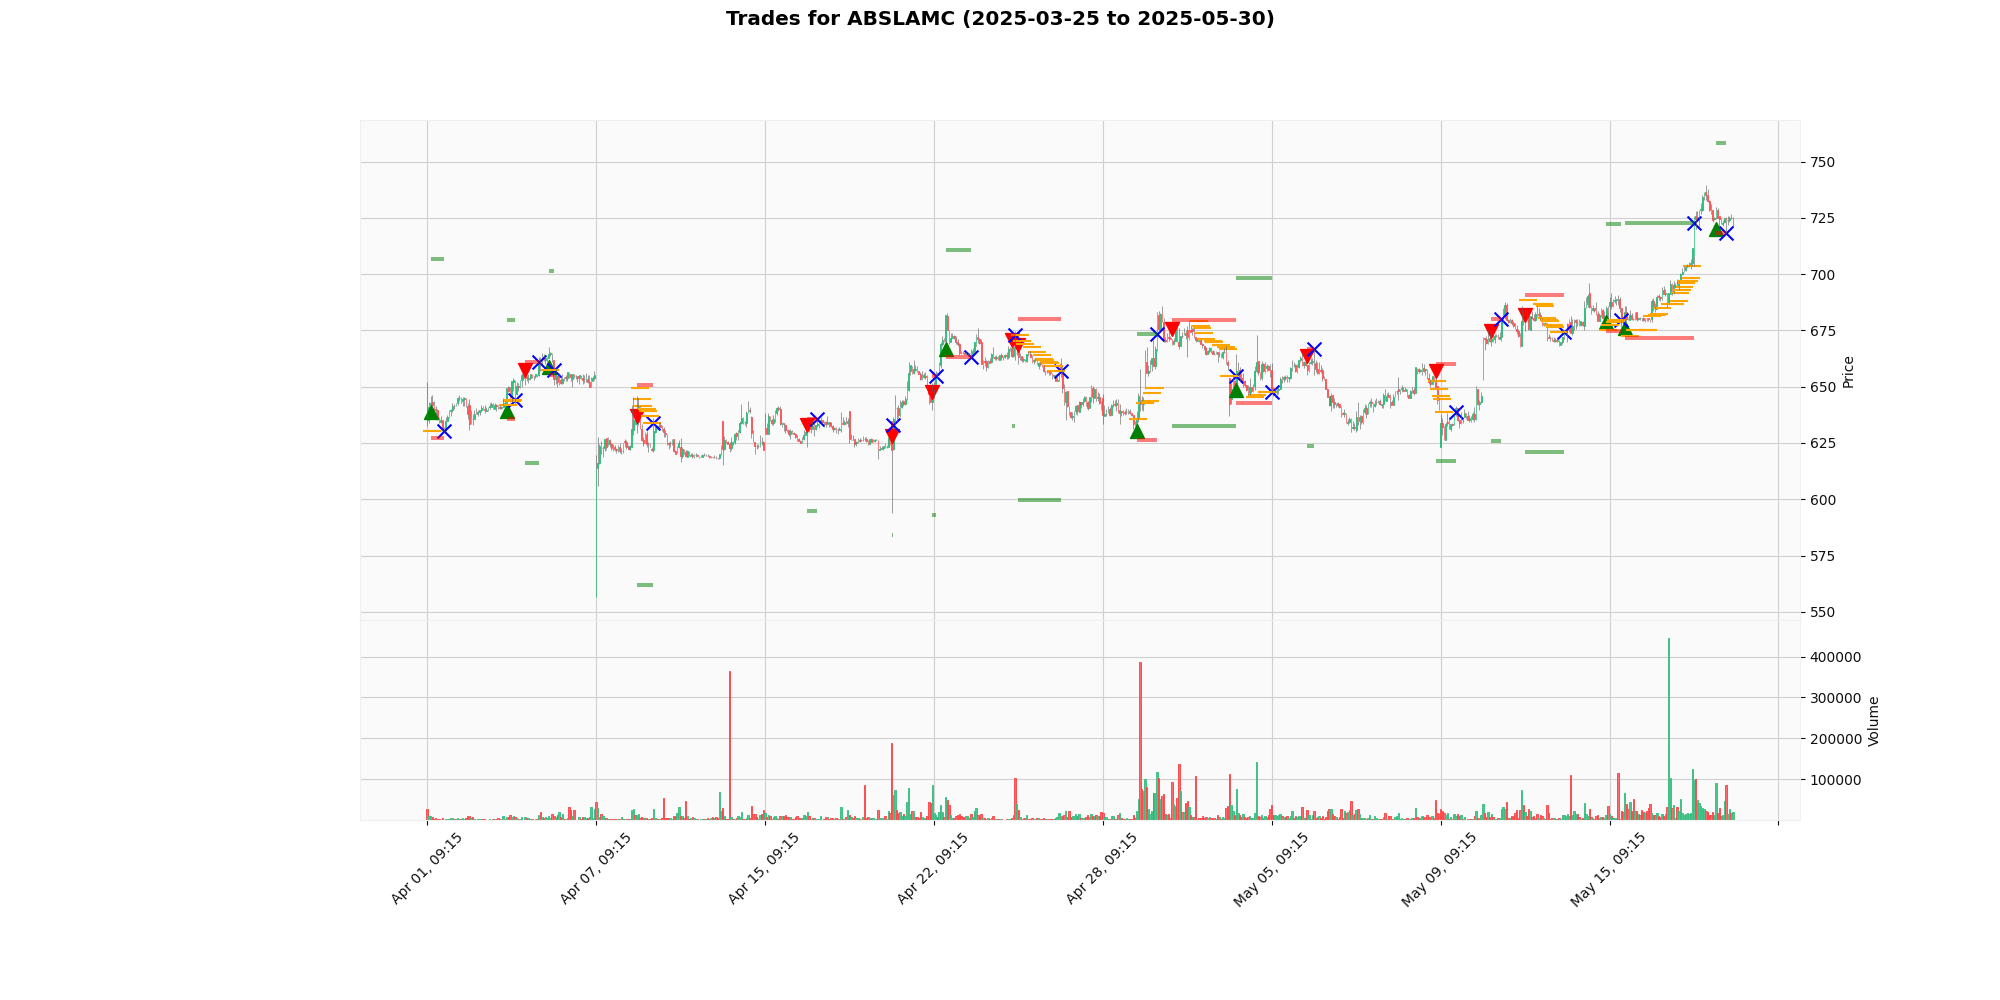 Trades for ABSLAMC (2025-03-25 to 2025-05-30)
750
725
700
675
650
625
600
575
550
Price
400000
300000
200000
100000
Volume
Apr 01, 09:15
Apr 07, 09:15
Apr 15, 09:15
Apr 22, 09:15
Apr 28, 09:15
May 05, 09:15
May 09, 09:15
May 15, 09:15